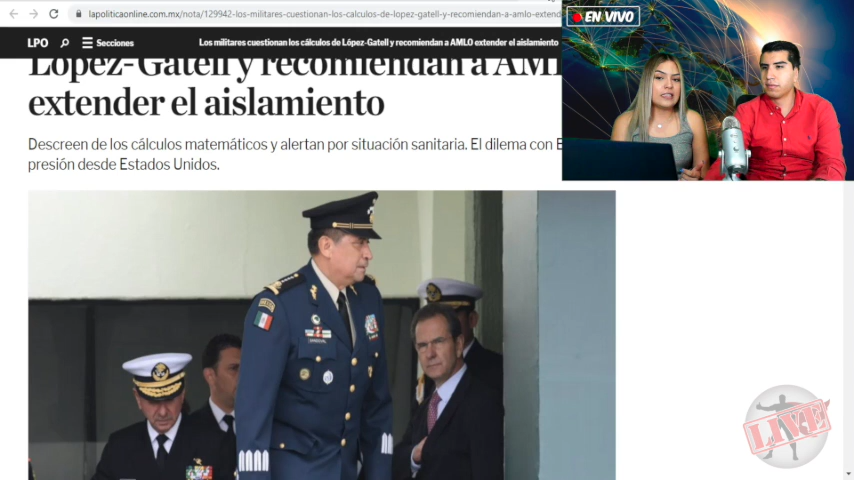 lapoliticaonline.com.mx/nota/129942-los-militares-cuestionan-los-calculos-de-lopez-gatell-y-recomiendan-a-amlo-extend
EN VIVO
LPO Secciones Los militares cuestionan los cálculos de López-Gatell y recomiendan a AMLO extender el aislamiento
López-Gatell y recomiendan a AML
extender el aislamiento
Descreen de los cálculos matemáticos y alertan por situación sanitaria. El dilema con E
presión desde Estados Unidos.
LIVE